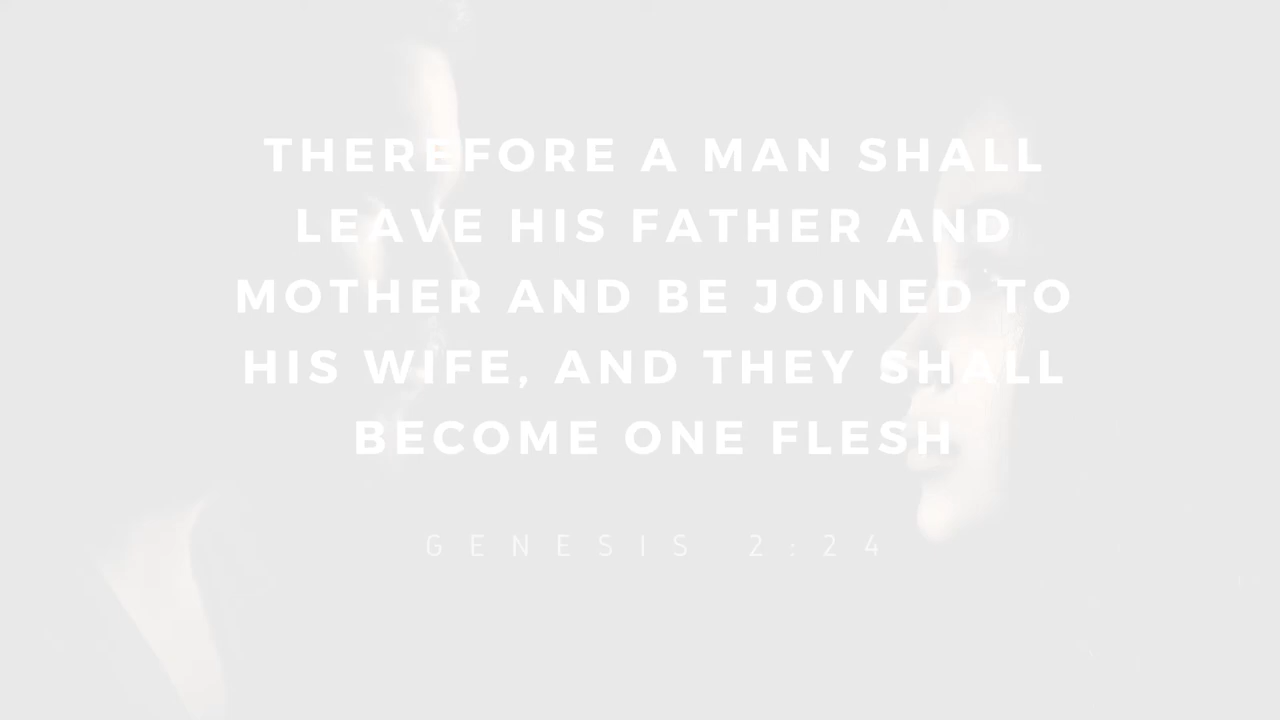 THEREFORE A MAN SHALL
LEAVE HIS FATHER AND
MOTHER AND BE JOINED TO
HIS WIFE, AND THEY SHALL
BECOME ONE FLESH
GENESIS 2:24